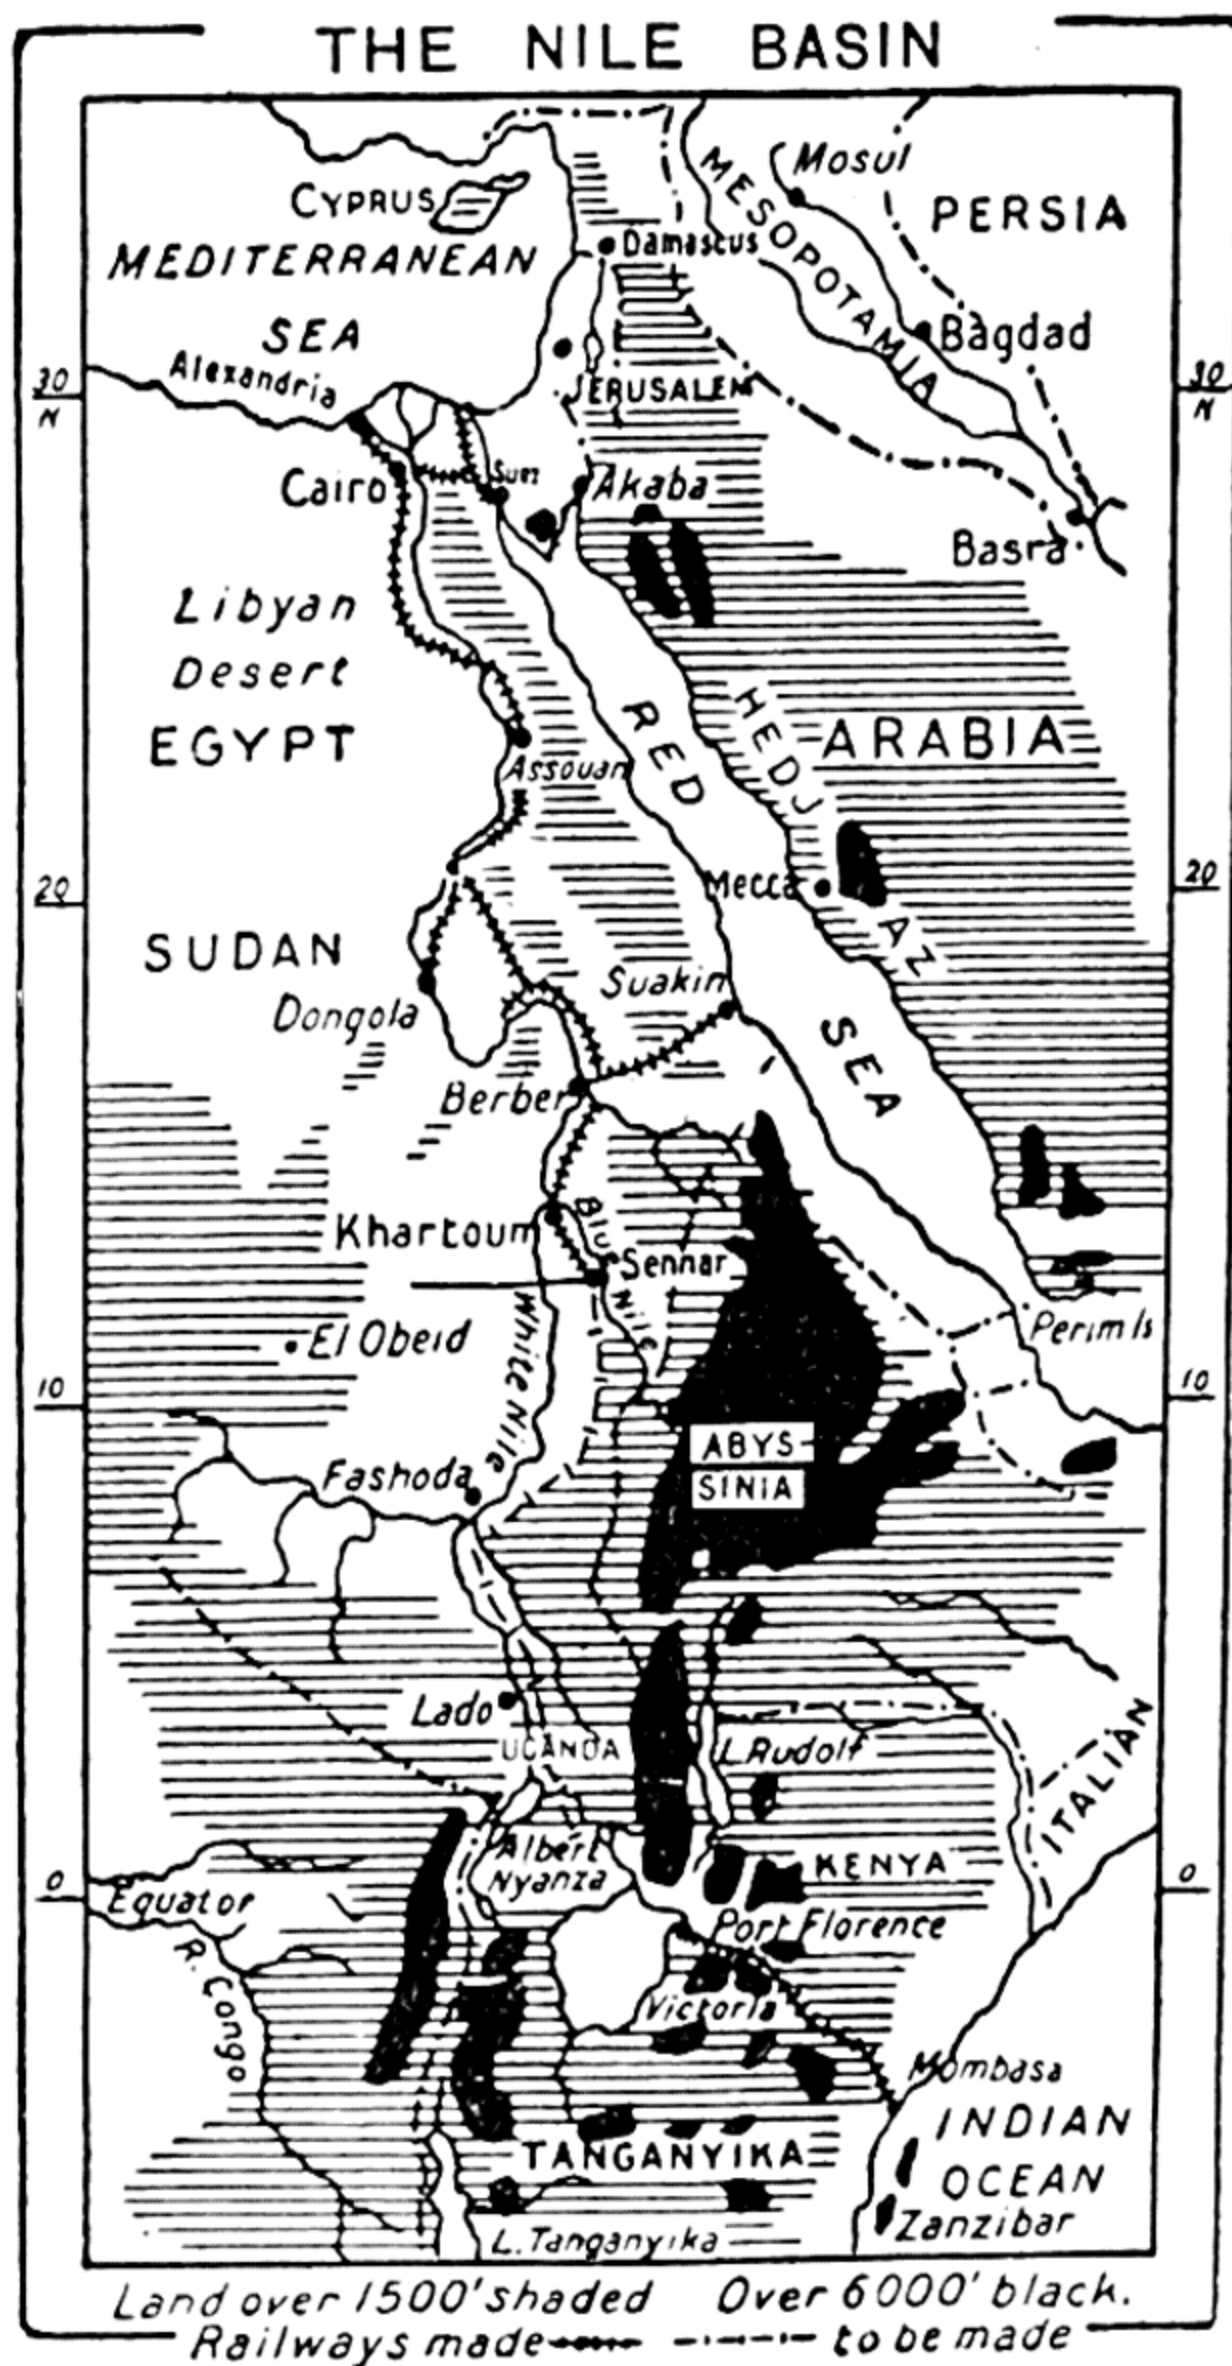 THE NILE BASIN
Mosul
MESOPOTAMIA
PERSIA
CYPRUS
Damascus
MEDITERRANEAN
SEA
Bagdad
Alexandria
JERUSALEM
30
N
30
N
Cairo
Suez
Akaba
Basra
Libyan
Desert
EGYPT
RED
SEA
HEDJ
AZ
ARABIA
Assouan
20
20
Mecca
SUDAN
Suakin
Dongola
Berber
Khartoum
Blue Nile
Sennar
White Nile
El Obeid
Perim Is
10
10
ABYS-
SINIA
Fashoda
Lado
UGANDA
L. Rudolf
ITALIAN
Albert
Nyanza
KENYA
0
0
Equator
Port Florence
R. Congo
Victoria
Mombasa
INDIAN
OCEAN
TANGANYIKA
Zanzibar
L. Tanganyika
Land over 1500' shaded Over 6000' black.
Railways made to be made